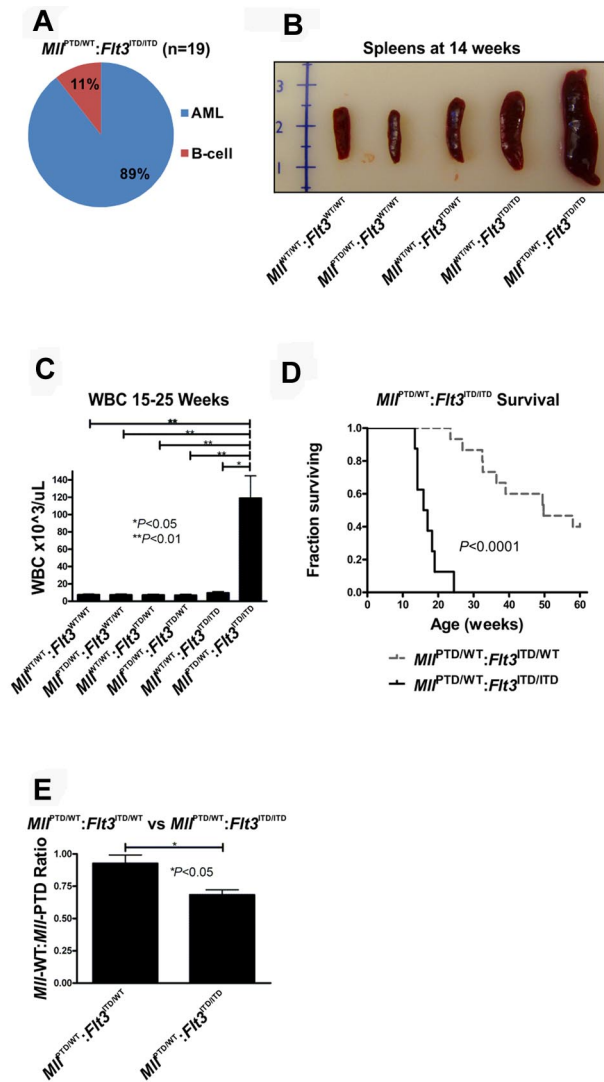 A
Mll^PTD/WT:Flt3^ITD/ITD (n=19)
11%
89%
AML
B-cell
B
Spleens at 14 weeks
3
2
1
Mll^WT/WT:Flt3^WT/WT
Mll^PTD/WT:Flt3^WT/WT
Mll^WT/WT:Flt3^ITD/WT
Mll^WT/WT:Flt3^ITD/ITD
Mll^PTD/WT:Flt3^ITD/ITD
C
WBC 15-25 Weeks
**
**
**
**
*
WBC x10^3/uL
140
120
100
80
60
40
20
0
*P<0.05
**P<0.01
Mll^WT/WT:Flt3^WT/WT
Mll^PTD/WT:Flt3^WT/WT
Mll^WT/WT:Flt3^ITD/WT
Mll^PTD/WT:Flt3^ITD/WT
Mll^WT/WT:Flt3^ITD/ITD
Mll^PTD/WT:Flt3^ITD/ITD
D
Mll^PTD/WT:Flt3^ITD/ITD Survival
Fraction surviving
1.0
0.8
0.6
0.4
0.2
0.0
P<0.0001
0 10 20 30 40 50 60
Age (weeks)
Mll^PTD/WT:Flt3^ITD/WT
Mll^PTD/WT:Flt3^ITD/ITD
E
Mll^PTD/WT:Flt3^ITD/WT vs Mll^PTD/WT:Flt3^ITD/ITD
*
*P<0.05
Mll-WT:Mll-PTD Ratio
1.00
0.75
0.50
0.25
0.00
Mll^PTD/WT:Flt3^ITD/WT
Mll^PTD/WT:Flt3^ITD/ITD